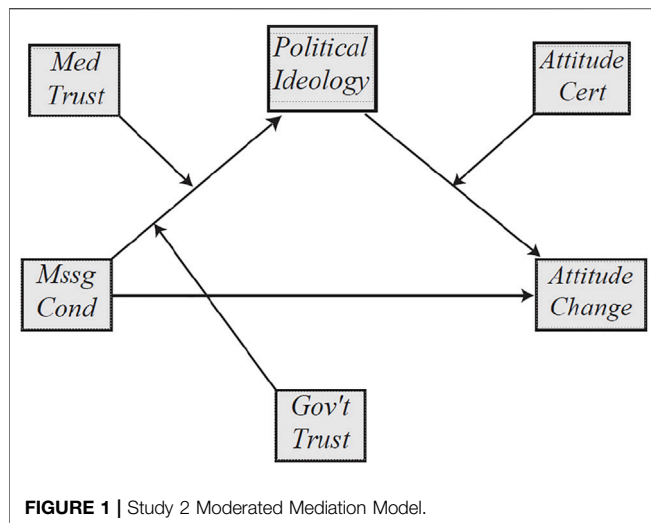 Med
Trust
Political
Ideology
Attitude
Cert
Mssg
Cond
Attitude
Change
Gov't
Trust
FIGURE 1 | Study 2 Moderated Mediation Model.